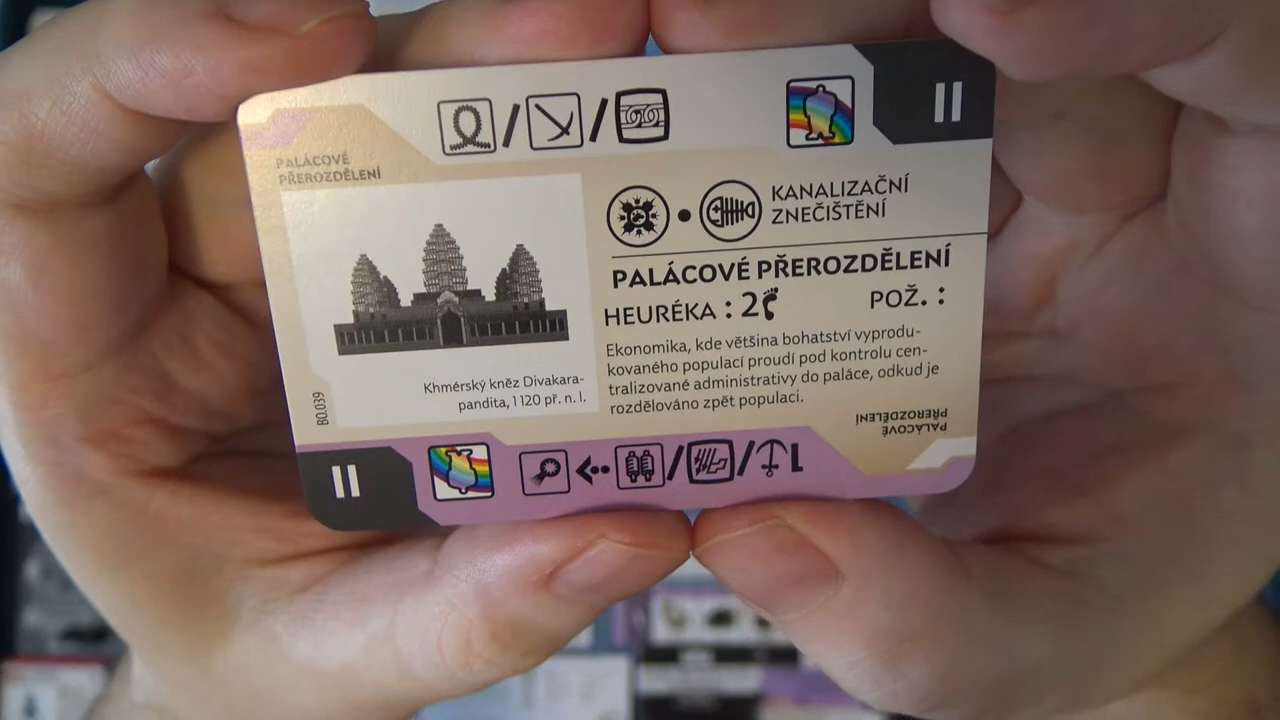 II
PALÁCOVÉ
PŘEROZDĚLENÍ
KANALIZAČNÍ
ZNEČIŠTĚNÍ
PALÁCOVÉ PŘEROZDĚLENÍ
HEURÉKA : 2
POŽ. :
Ekonomika, kde většina bohatství vyprodu-
kovaného populací proudí pod kontrolu cen-
tralizované administrativy do paláce, odkud je
rozdělováno zpět populaci.
Khmérský kněz Divakara-
pandita, 1120 př. n. l.
B0.039
PALÁCOVÉ
PŘEROZDĚLENÍ
II
1